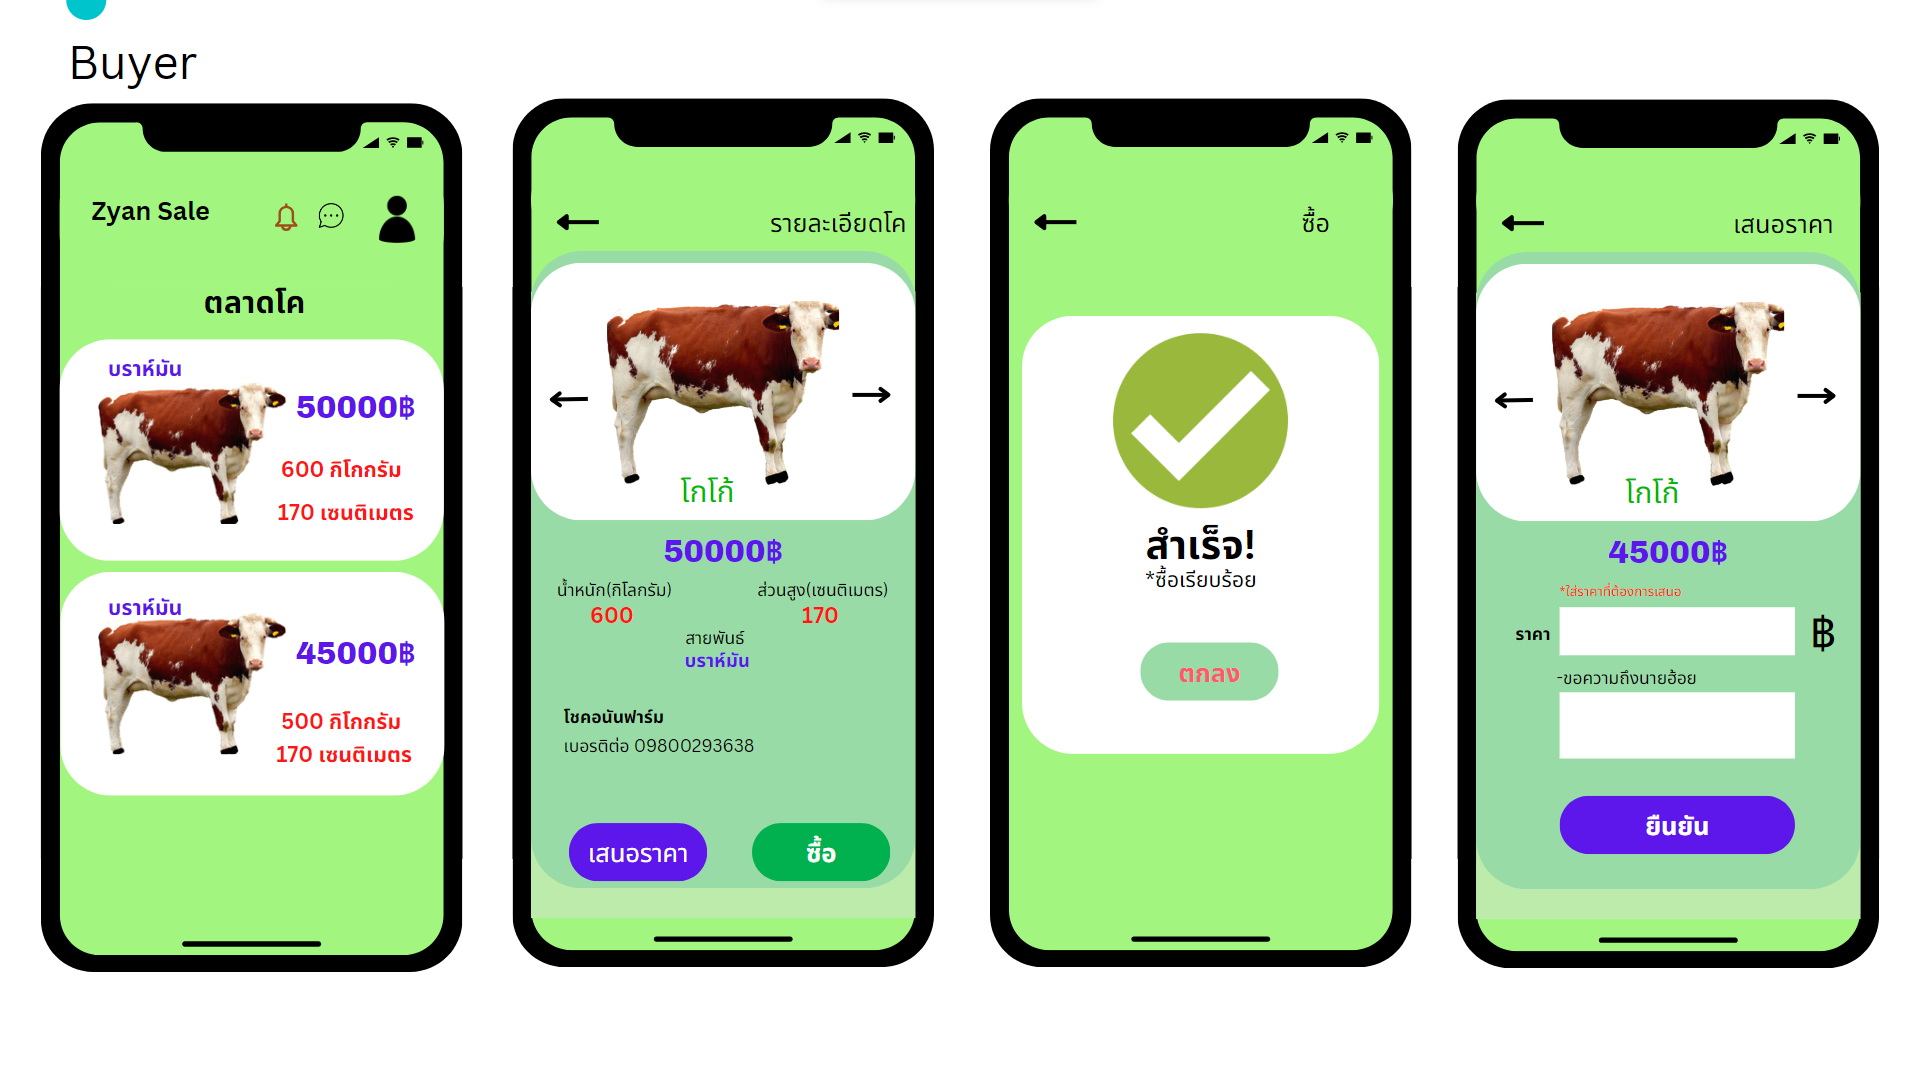 Buyer
Zyan Sale
ตลาดโค
บราห์มัน
50000฿
600 กิโกกรัม
170 เซนติเมตร
บราห์มัน
45000฿
500 กิโกกรัม
170 เซนติเมตร
รายละเอียดโค
โกโก้
50000฿
น้ำหนัก(กิโลกรัม)
ส่วนสูง(เซนติเมตร)
600
170
สายพันธ์
บราห์มัน
โชคอนันฟาร์ม
เบอรติต่อ 09800293638
เสนอราคา
ซื้อ
ซื้อ
สำเร็จ!
*ซื้อเรียบร้อย
ตกลง
เสนอราคา
โกโก้
45000฿
*ใส่ราคาที่ต้องการเสนอ
ราคา
฿
-ขอความถึงนายฮ้อย
ยืนยัน